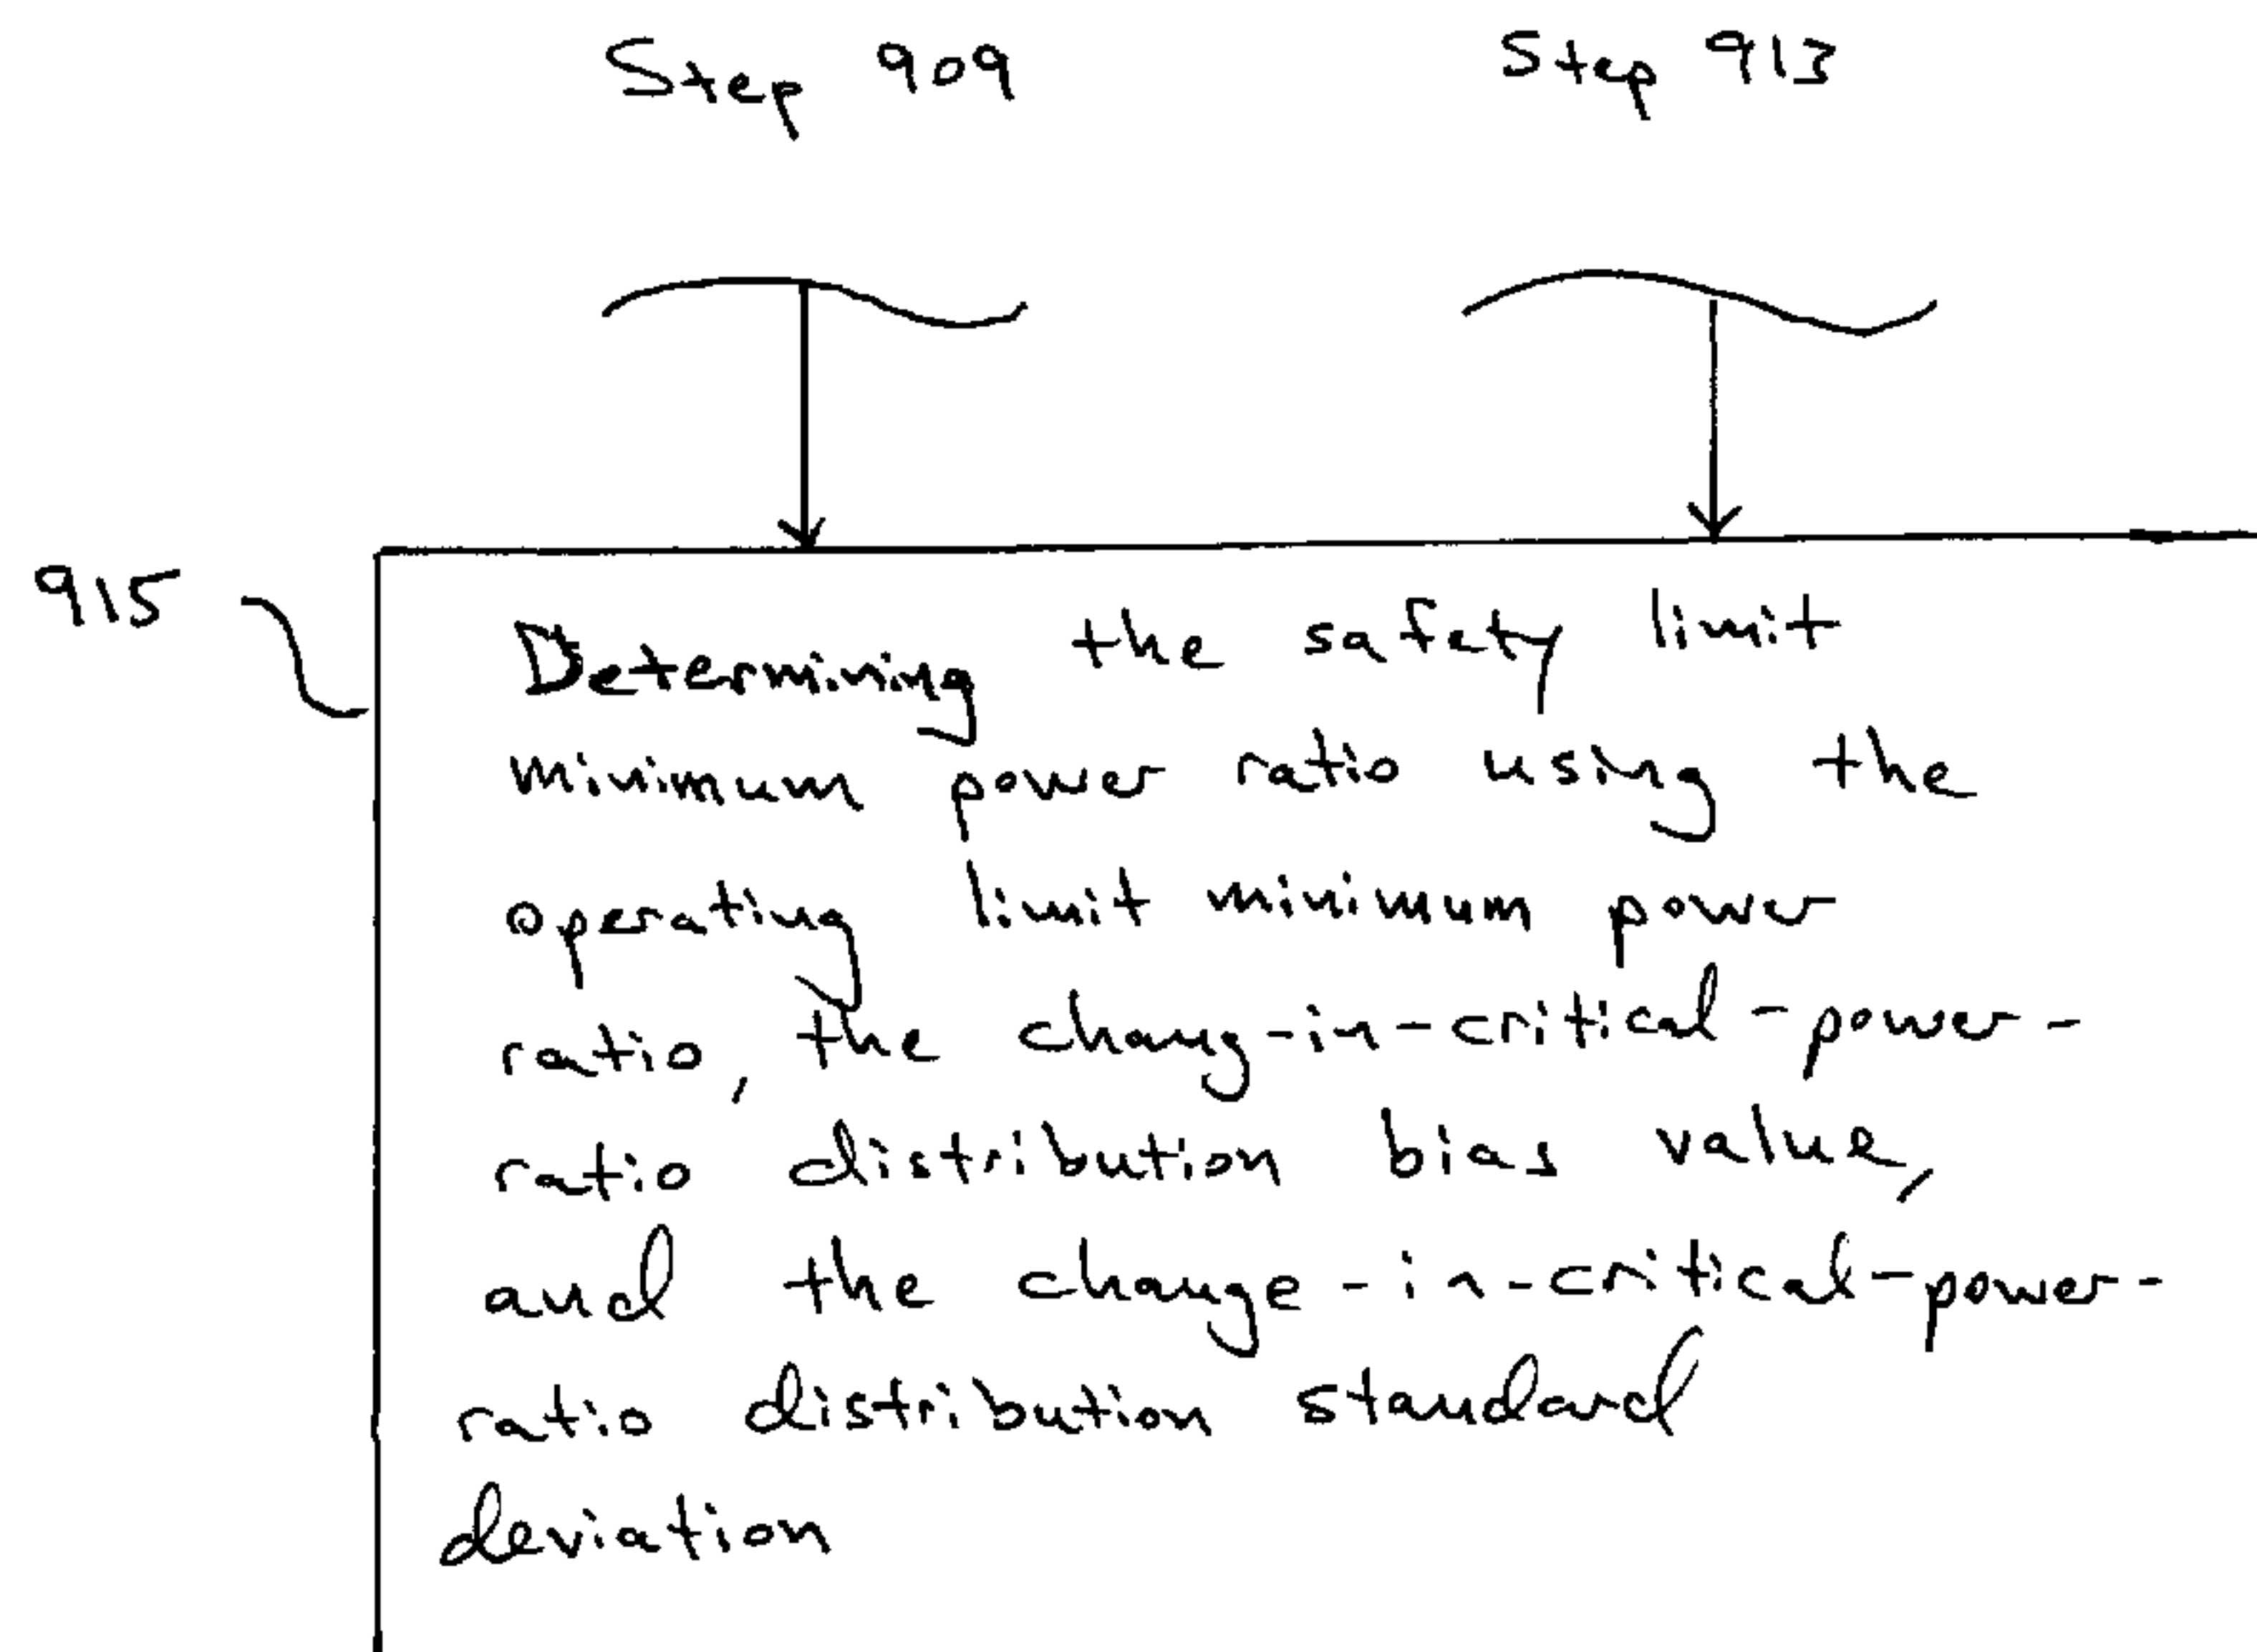 Step 909 Step 913
915
Determining the safety limit
minimum power ratio using the
operating limit minimum power
ratio, the chang-in-critical-power-
ratio distribution bias value,
and the change-in-critical-power-
ratio distribution standard
deviation